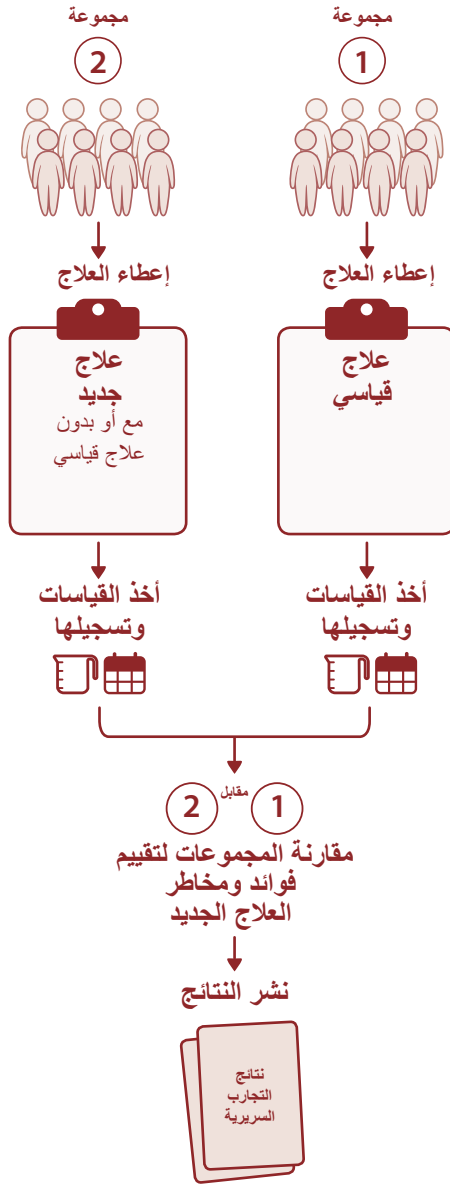 مجموعة
1
إعطاء العلاج
علاج
قياسي
أخذ القياسات
وتسجيلها
مجموعة
2
إعطاء العلاج
علاج
جديد
مع أو بدون
علاج قياسي
أخذ القياسات
وتسجيلها
1 مقابل 2
مقارنة المجموعات لتقييم
فوائد ومخاطر
العلاج الجديد
نشر النتائج
نتائج
التجارب
السريرية